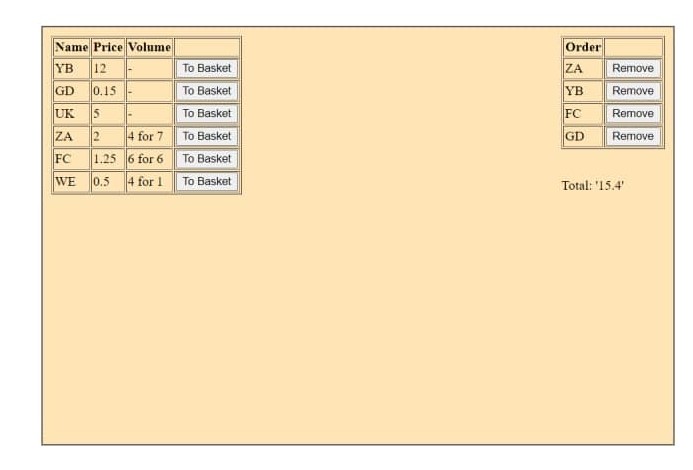 Name Price Volume
YB 12 - To Basket
GD 0.15 - To Basket
UK 5 - To Basket
ZA 2 4 for 7 To Basket
FC 1.25 6 for 6 To Basket
WE 0.5 4 for 1 To Basket
Order
ZA Remove
YB Remove
FC Remove
GD Remove
Total: '15.4'